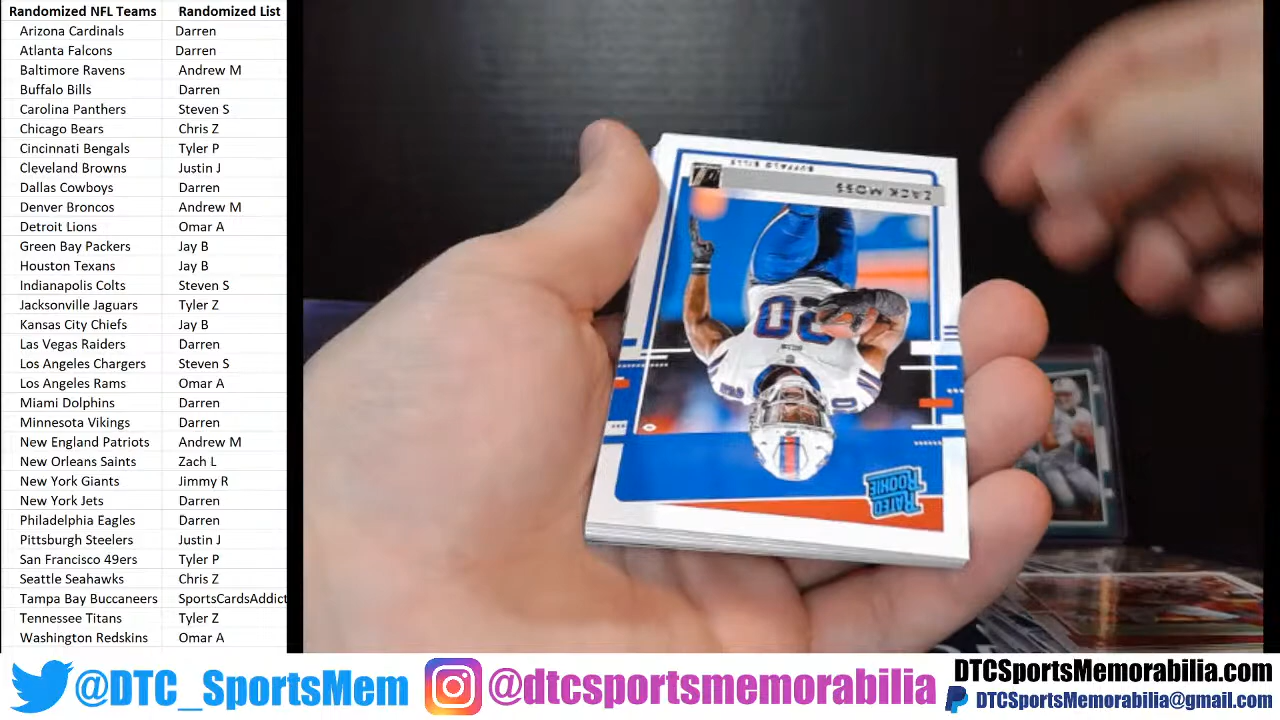 Randomized NFL Teams Randomized List
Arizona Cardinals Darren
Atlanta Falcons Darren
Baltimore Ravens Andrew M
Buffalo Bills Darren
Carolina Panthers Steven S
Chicago Bears Chris Z
Cincinnati Bengals Tyler P
Cleveland Browns Justin J
Dallas Cowboys Darren
Denver Broncos Andrew M
Detroit Lions Omar A
Green Bay Packers Jay B
Houston Texans Jay B
Indianapolis Colts Steven S
Jacksonville Jaguars Tyler Z
Kansas City Chiefs Jay B
Las Vegas Raiders Darren
Los Angeles Chargers Steven S
Los Angeles Rams Omar A
Miami Dolphins Darren
Minnesota Vikings Darren
New England Patriots Andrew M
New Orleans Saints Zach L
New York Giants Jimmy R
New York Jets Darren
Philadelphia Eagles Darren
Pittsburgh Steelers Justin J
San Francisco 49ers Tyler P
Seattle Seahawks Chris Z
Tampa Bay Buccaneers SportsCardsAddict
Tennessee Titans Tyler Z
Washington Redskins Omar A
BUFFALO BILLS
ZACK MOSS
20
RATED
ROOKIE
@DTC_SportsMem
@dtcsportsmemorabilia
DTCSportsMemorabilia.com
DTCSportsMemorabilia@gmail.com